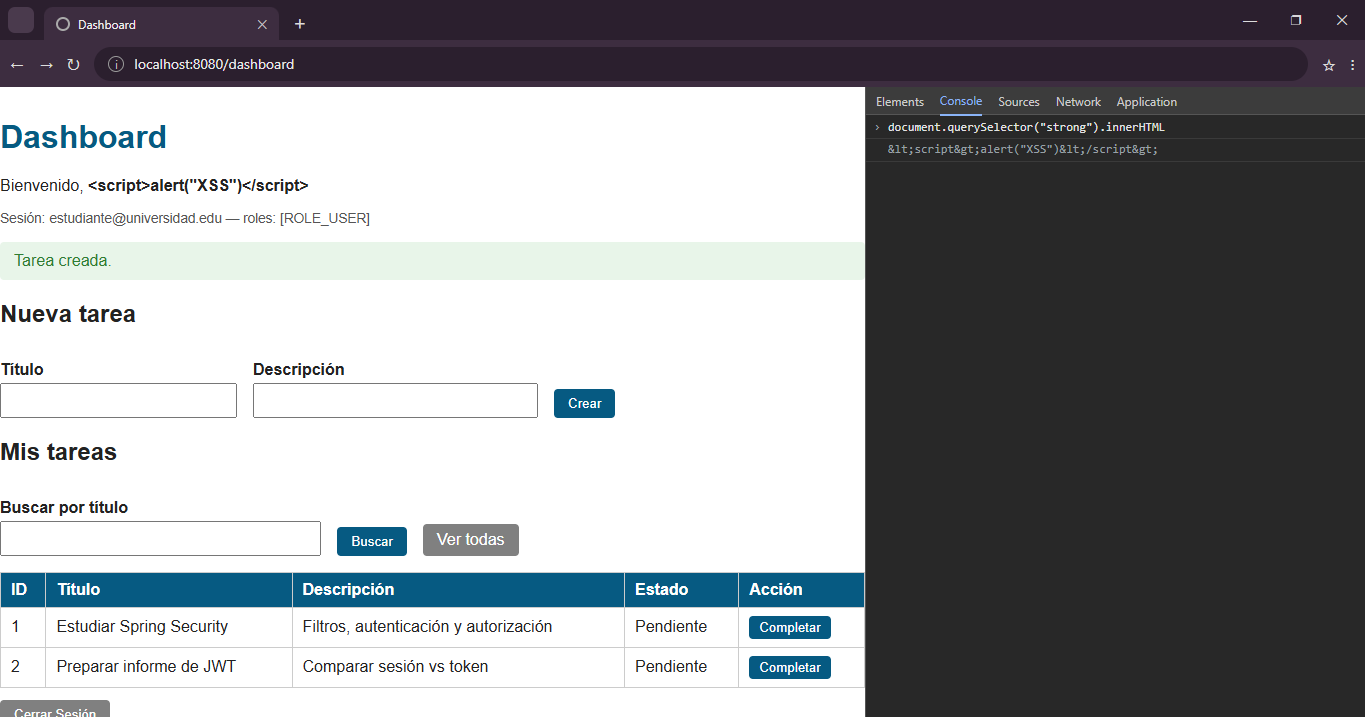 Dashboard
localhost:8080/dashboard
Dashboard
Bienvenido, <script>alert("XSS")</script>
Sesión: estudiante@universidad.edu — roles: [ROLE_USER]
Tarea creada.
Nueva tarea
Título Descripción
Crear
Mis tareas
Buscar por título
Buscar Ver todas
ID Título Descripción Estado Acción
1 Estudiar Spring Security Filtros, autenticación y autorización Pendiente Completar
2 Preparar informe de JWT Comparar sesión vs token Pendiente Completar
Cerrar Sesión
Elements Console Sources Network Application
› document.querySelector("strong").innerHTML
&lt;script&gt;alert("XSS")&lt;/script&gt;